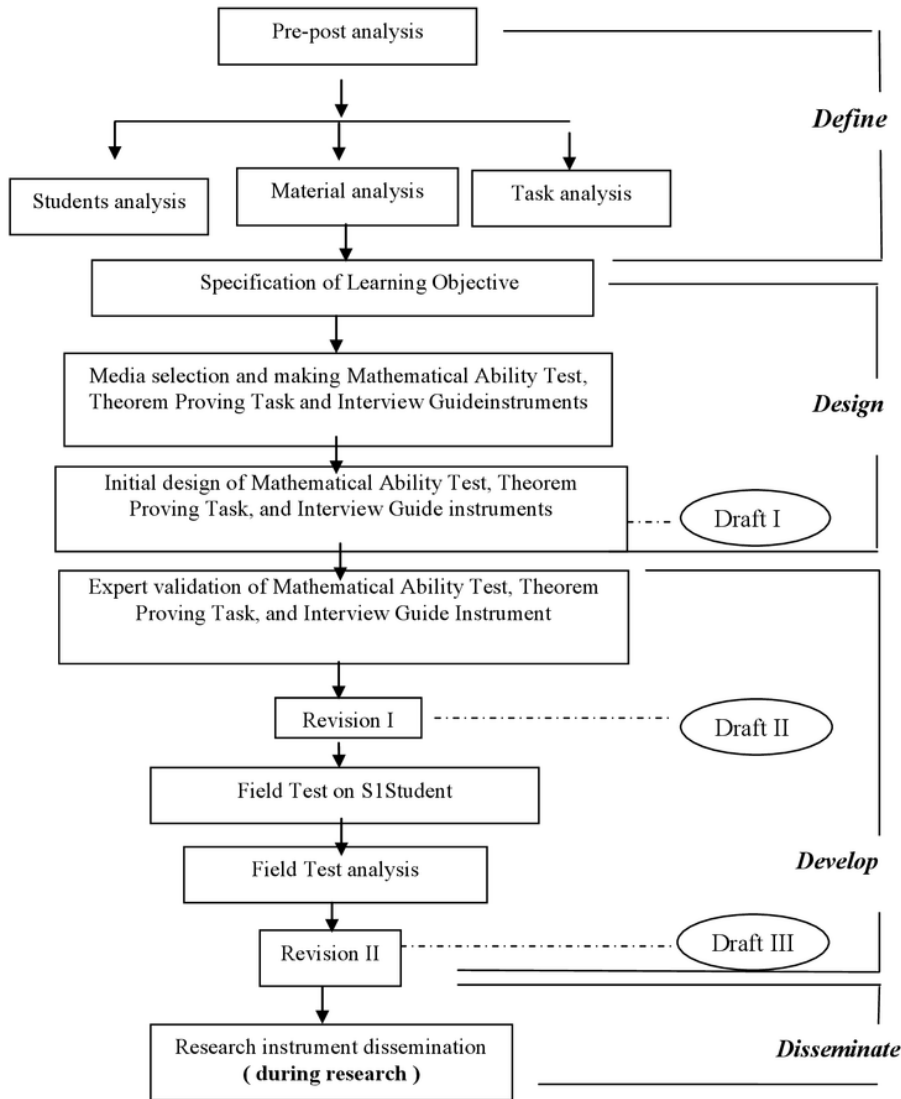 Pre-post analysis
Define
Students analysis
Material analysis
Task analysis
Specification of Learning Objective
Media selection and making Mathematical Ability Test,
Theorem Proving Task and Interview Guideinstruments
Design
Initial design of Mathematical Ability Test, Theorem
Proving Task, and Interview Guide instruments
Draft I
Expert validation of Mathematical Ability Test, Theorem
Proving Task, and Interview Guide Instrument
Revision I
Draft II
Field Test on S1Student
Field Test analysis
Develop
Revision II
Draft III
Research instrument dissemination
( during research )
Disseminate